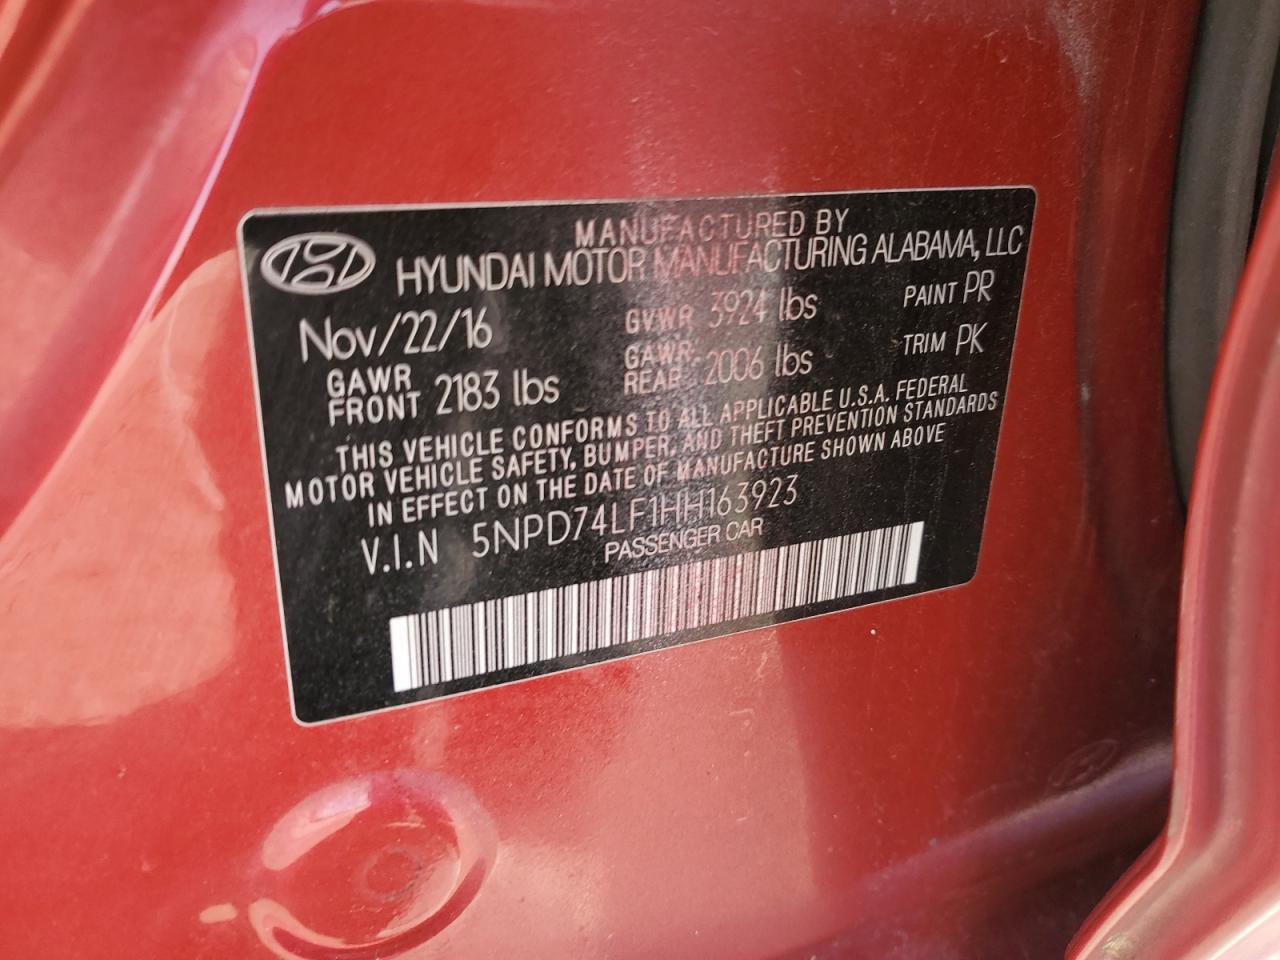 MANUFACTURED BY
HYUNDAI MOTOR MANUFACTURING ALABAMA, LLC
Nov/22/16 GVWR 3924 lbs PAINT PR
GAWR FRONT 2183 lbs GAWR REAR 2006 lbs TRIM PK
THIS VEHICLE CONFORMS TO ALL APPLICABLE U.S.A. FEDERAL
MOTOR VEHICLE SAFETY, BUMPER, AND THEFT PREVENTION STANDARDS
IN EFFECT ON THE DATE OF MANUFACTURE SHOWN ABOVE
V.I.N 5NPD74LF1HH163923
PASSENGER CAR